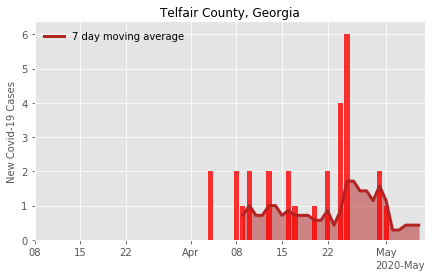 Telfair County, Georgia
7 day moving average
New Covid-19 Cases
6
5
4
3
2
1
0
08
15
22
Apr
08
15
22
May
2020-May